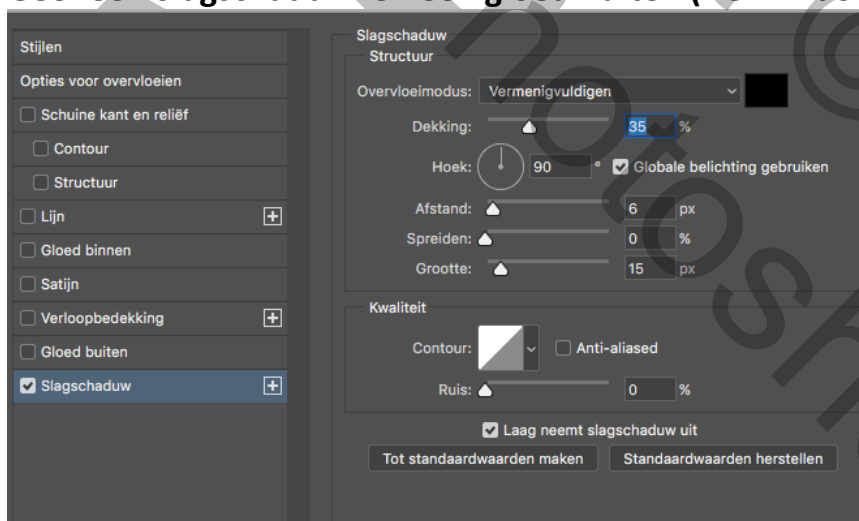 Stijlen
Opties voor overvloeien
Schuine kant en reliëf
Contour
Structuur
Lijn
Gloed binnen
Satijn
Verloopbedekking
Gloed buiten
Slagschaduw
Slagschaduw
Structuur
Overvloeimodus: Vermenigvuldigen
Dekking: 35 %
Hoek: 90 ° Globale belichting gebruiken
Afstand: 6 px
Spreiden: 0 %
Grootte: 15 px
Kwaliteit
Contour: Anti-aliased
Ruis: 0 %
Laag neemt slagschaduw uit
Tot standaardwaarden maken Standaardwaarden herstellen